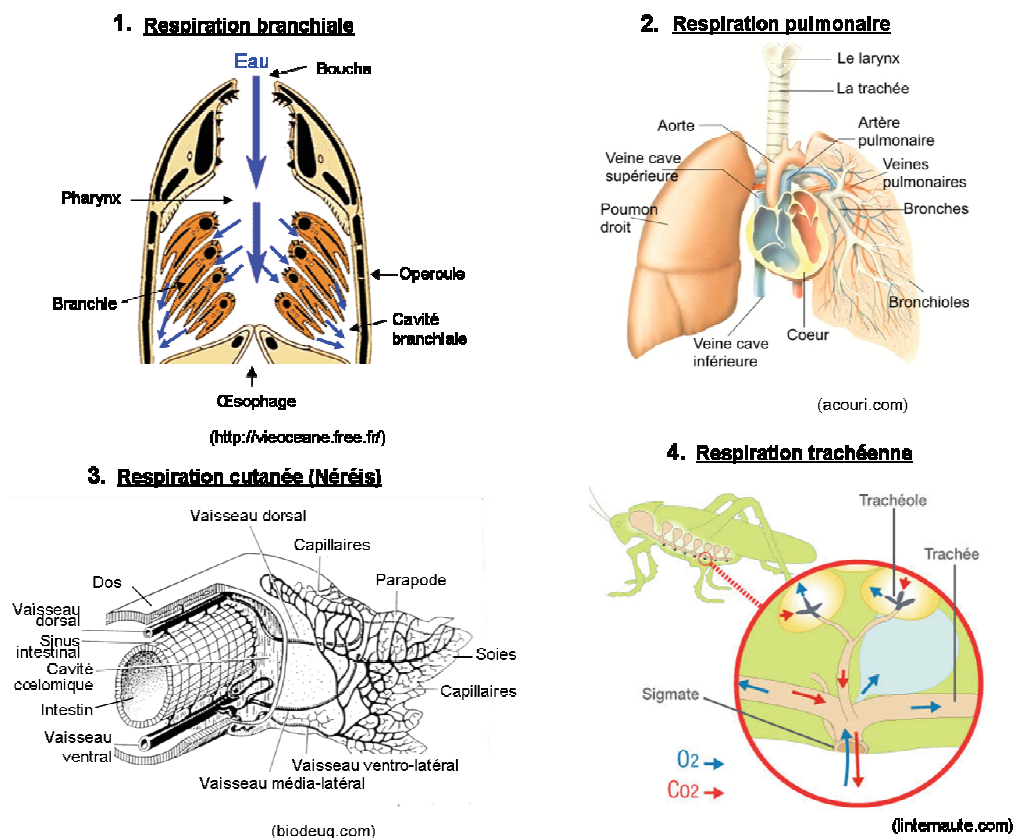 1. Respiration branchiale
Eau
Bouche
Pharynx
Branchie
Opercule
Cavité
branchiale
Œsophage
(http://vieoceane.free.fr/)
2. Respiration pulmonaire
Le larynx
La trachée
Aorte
Artère
pulmonaire
Veine cave
supérieure
Veines
pulmonaires
Poumon
droit
Bronches
Bronchioles
Coeur
Veine cave
inférieure
(acouri.com)
3. Respiration cutanée (Néréis)
Vaisseau dorsal
Capillaires
Dos
Parapode
Vaisseau
dorsal
Sinus
intestinal
Cavité
cœlomique
Soies
Capillaires
Intestin
Vaisseau
ventral
Vaisseau ventro-latéral
Vaisseau média-latéral
(biodeug.com)
4. Respiration trachéenne
Trachéole
Trachée
Sigmate
O2
Co2
(linternaute.com)